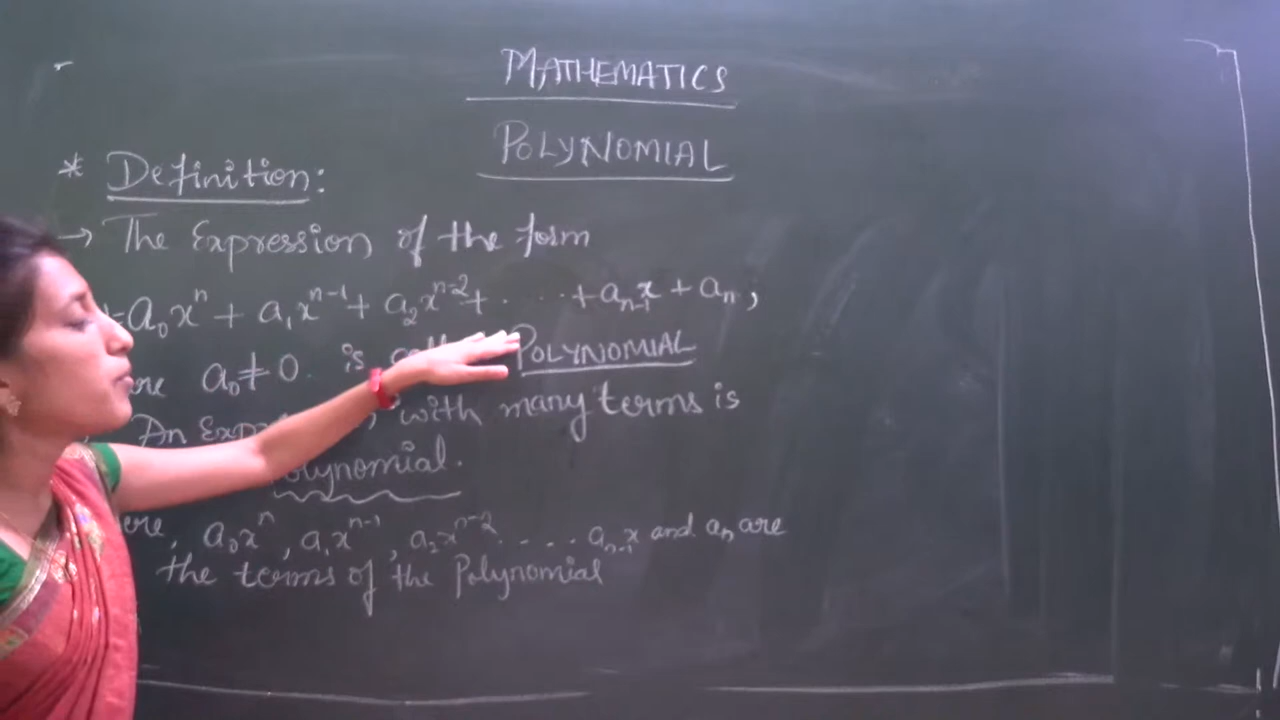 MATHEMATICS
POLYNOMIAL
* Definition:
→ The Expression of the form
a₀xⁿ + a₁xⁿ⁻¹ + a₂xⁿ⁻² + . . . . . + aₙ₋₁x + aₙ ,
a₀ ≠ 0 . is POLYNOMIAL
An with many terms is
Polynomial.
, a₀xⁿ , a₁xⁿ⁻¹ , a₂xⁿ⁻² . . . . . aₙ₋₁x and aₙ are
the terms of the Polynomial